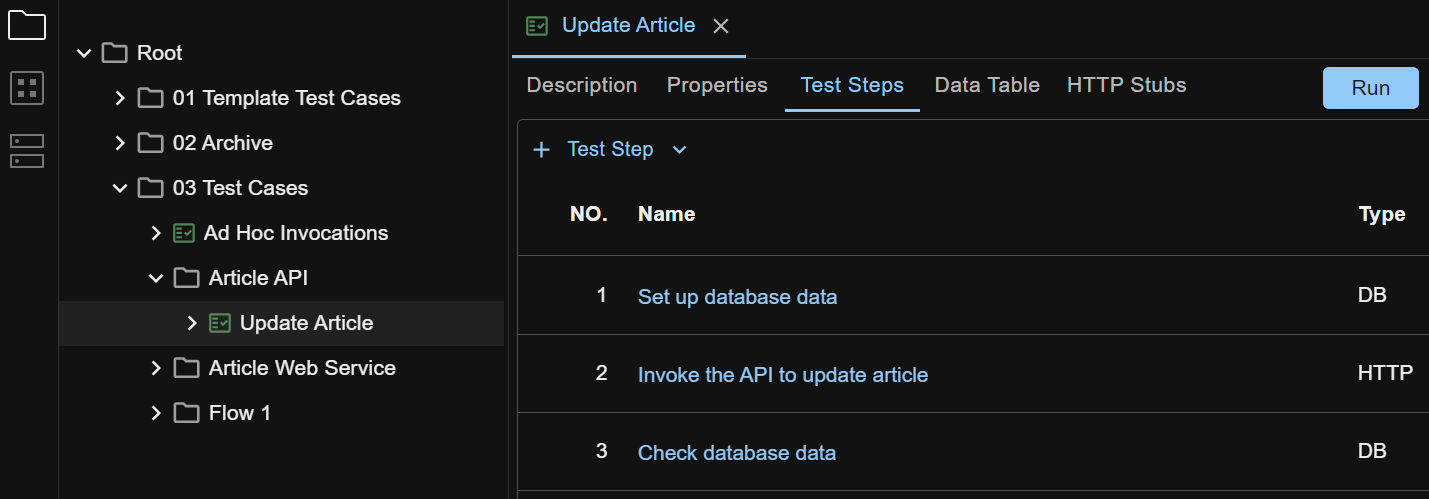 Root
01 Template Test Cases
02 Archive
03 Test Cases
Ad Hoc Invocations
Article API
Update Article
Article Web Service
Flow 1
Update Article
Description Properties Test Steps Data Table HTTP Stubs Run
+ Test Step
NO. Name Type
1 Set up database data DB
2 Invoke the API to update article HTTP
3 Check database data DB